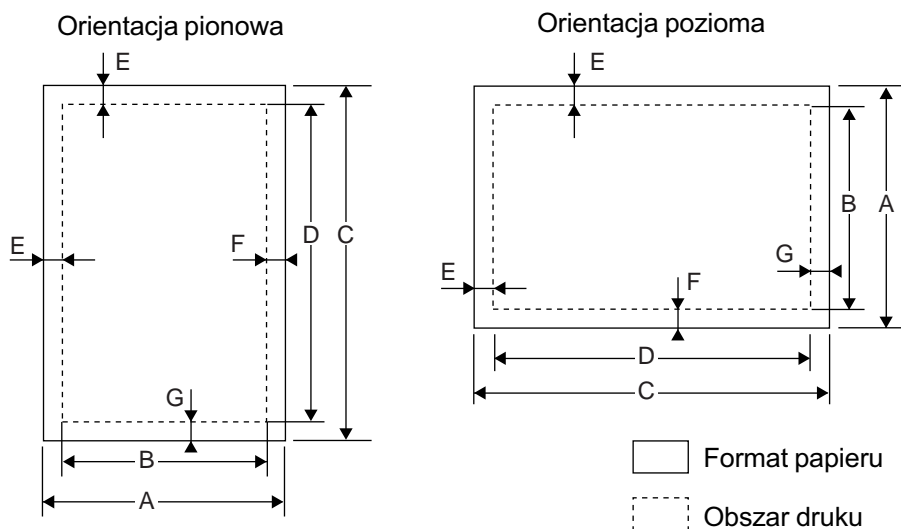 Orientacja pionowa
E
E
F
D
C
G
B
A
Orientacja pozioma
E
B
A
G
E
F
D
C
Format papieru
Obszar druku